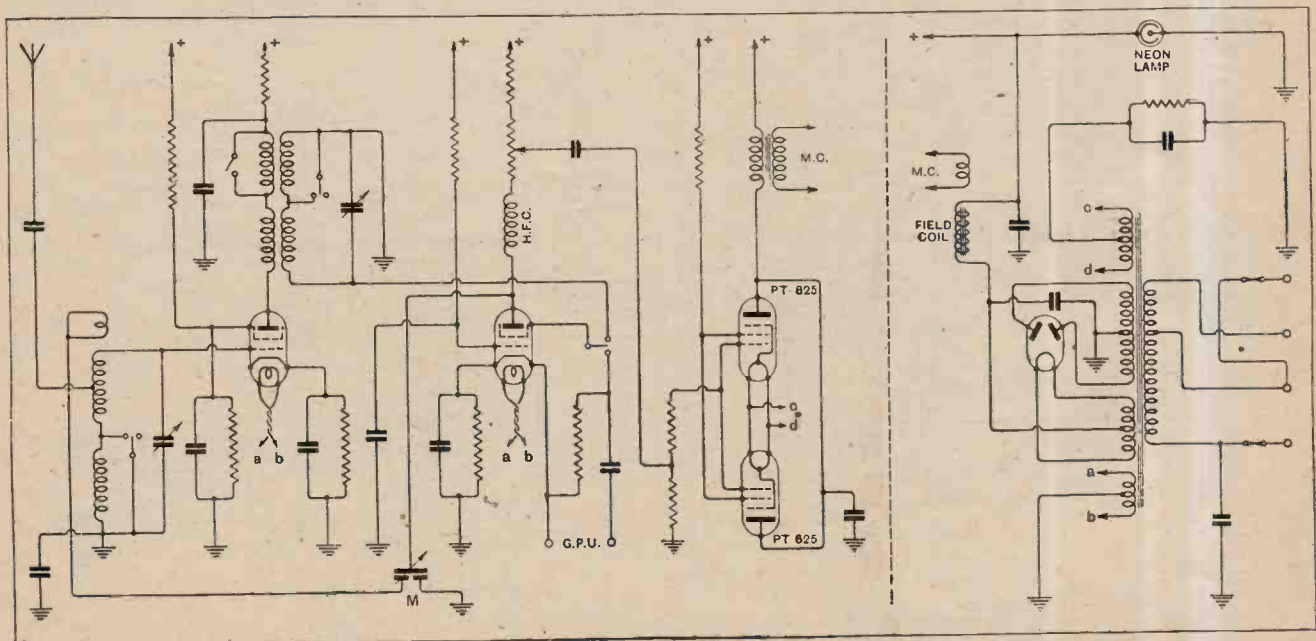 +
+
+
+
+
+
+
NEON
LAMP
M.C.
M.C.
H.F.C.
FIELD
COIL
c
d
PT 625
a b
a b
c
d
a
b
G.P.U.
PT 625
M